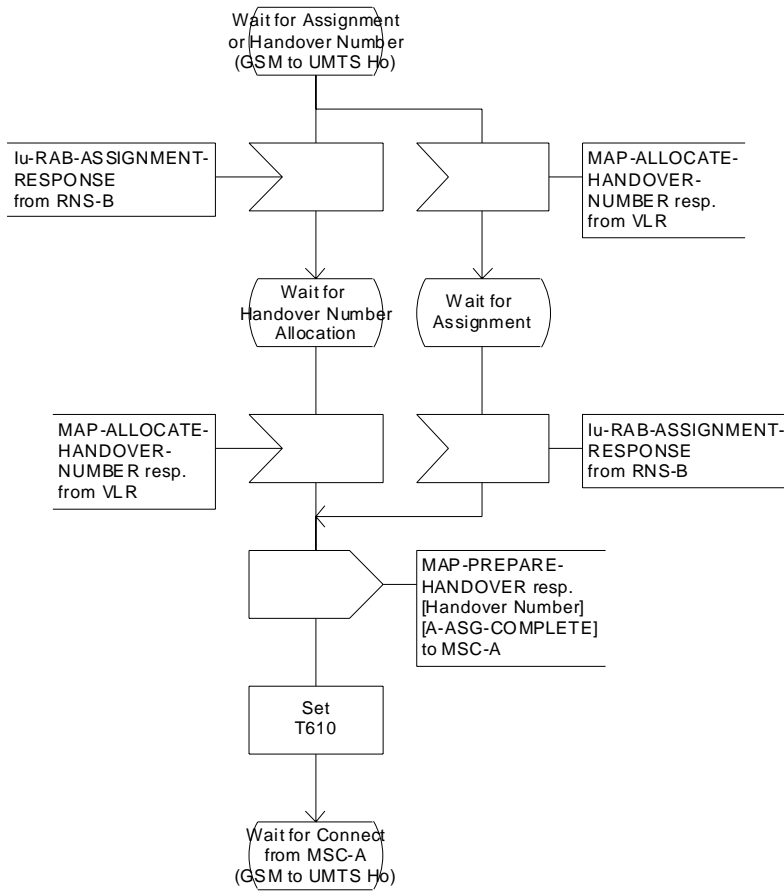 Wait for Assignment
or Handover Number
(GSM to UMTS Ho)
Iu-RAB-ASSIGNMENT-
RESPONSE
from RNS-B
MAP-ALLOCATE-
HANDOVER-
NUMBER resp.
from VLR
Wait for
Handover Number
Allocation
Wait for
Assignment
MAP-ALLOCATE-
HANDOVER-
NUMBER resp.
from VLR
Iu-RAB-ASSIGNMENT-
RESPONSE
from RNS-B
MAP-PREPARE-
HANDOVER resp.
[Handover Number]
[A-ASG-COMPLETE]
to MSC-A
Set
T610
Wait for Connect
from MSC-A
(GSM to UMTS Ho)